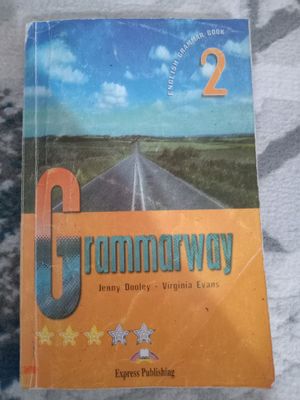 ENGLISH GRAMMAR BOOK
2
Grammarway
Jenny Dooley - Virginia Evans
Express Publishing